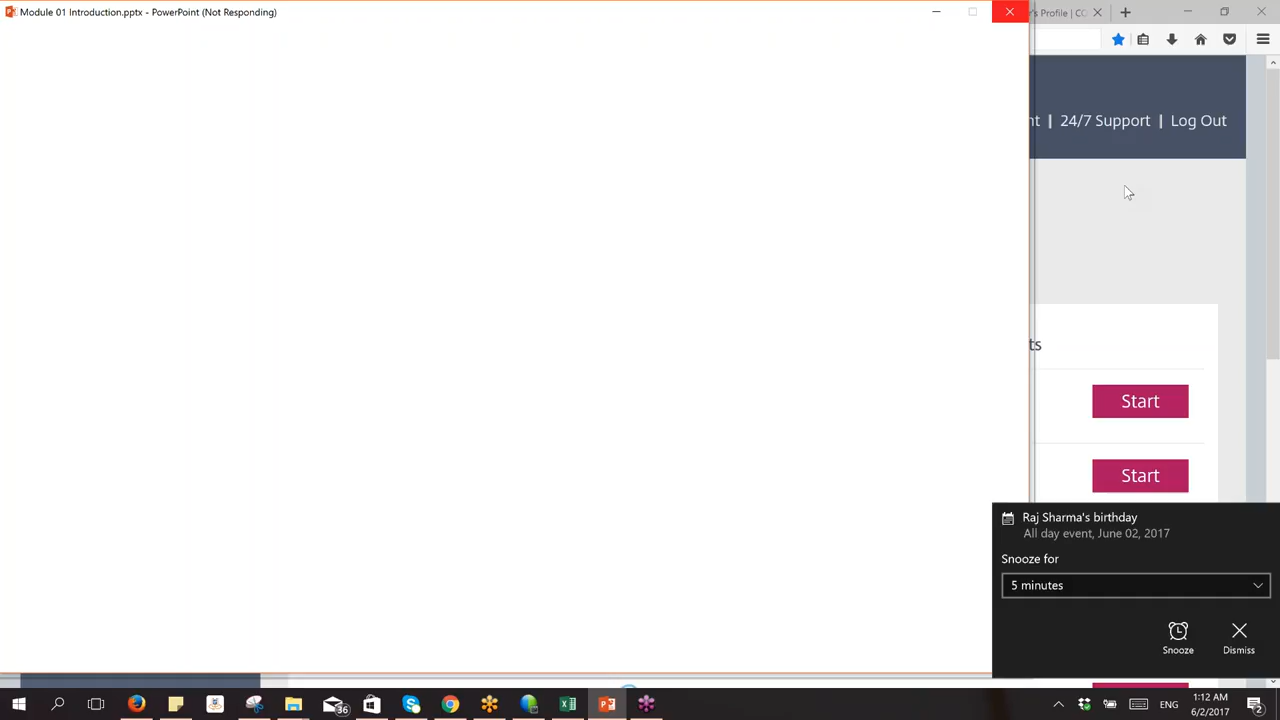 Module 01 Introduction.pptx - PowerPoint (Not Responding)
's Profile | CO
nt | 24/7 Support | Log Out
ts
Start
Start
Raj Sharma's birthday
All day event, June 02, 2017
Snooze for
5 minutes
Snooze
Dismiss
36
ENG
1:12 AM
6/2/2017
2